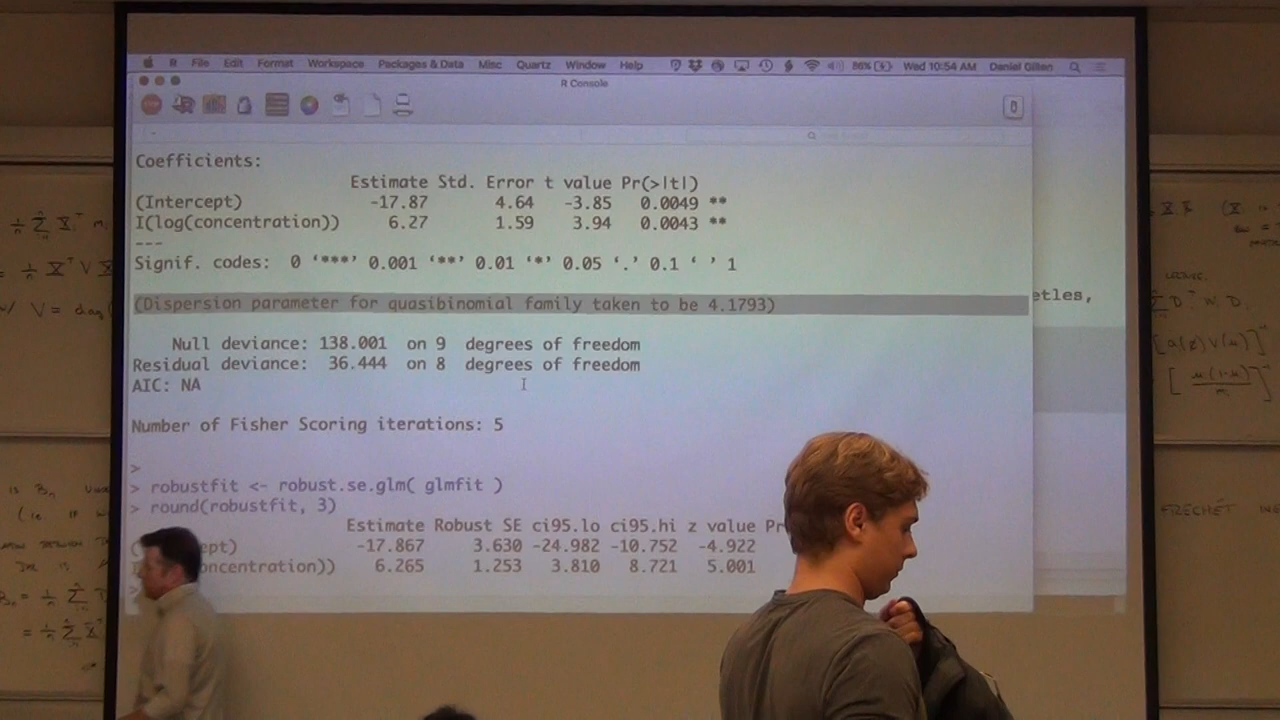 R File Edit Format Workspace Packages & Data Misc Quartz Window Help 86% Wed 10:54 AM Daniel Gillen
R Console
Coefficients:
Estimate Std. Error t value Pr(>|t|)
(Intercept) -17.87 4.64 -3.85 0.0049 **
I(log(concentration)) 6.27 1.59 3.94 0.0043 **
---
Signif. codes: 0 ‘***’ 0.001 ‘**’ 0.01 ‘*’ 0.05 ‘.’ 0.1 ‘ ’ 1
(Dispersion parameter for quasibinomial family taken to be 4.1793)
etles,
Null deviance: 138.001 on 9 degrees of freedom
Residual deviance: 36.444 on 8 degrees of freedom
AIC: NA
Number of Fisher Scoring iterations: 5
>
> robustfit <- robust.se.glm( glmfit )
> round(robustfit, 3)
Estimate Robust SE ci95.lo ci95.hi z value Pr
ept) -17.867 3.630 -24.982 -10.752 -4.922
oncentration)) 6.265 1.253 3.810 8.721 5.001
LECTURE.
FRECHÉT